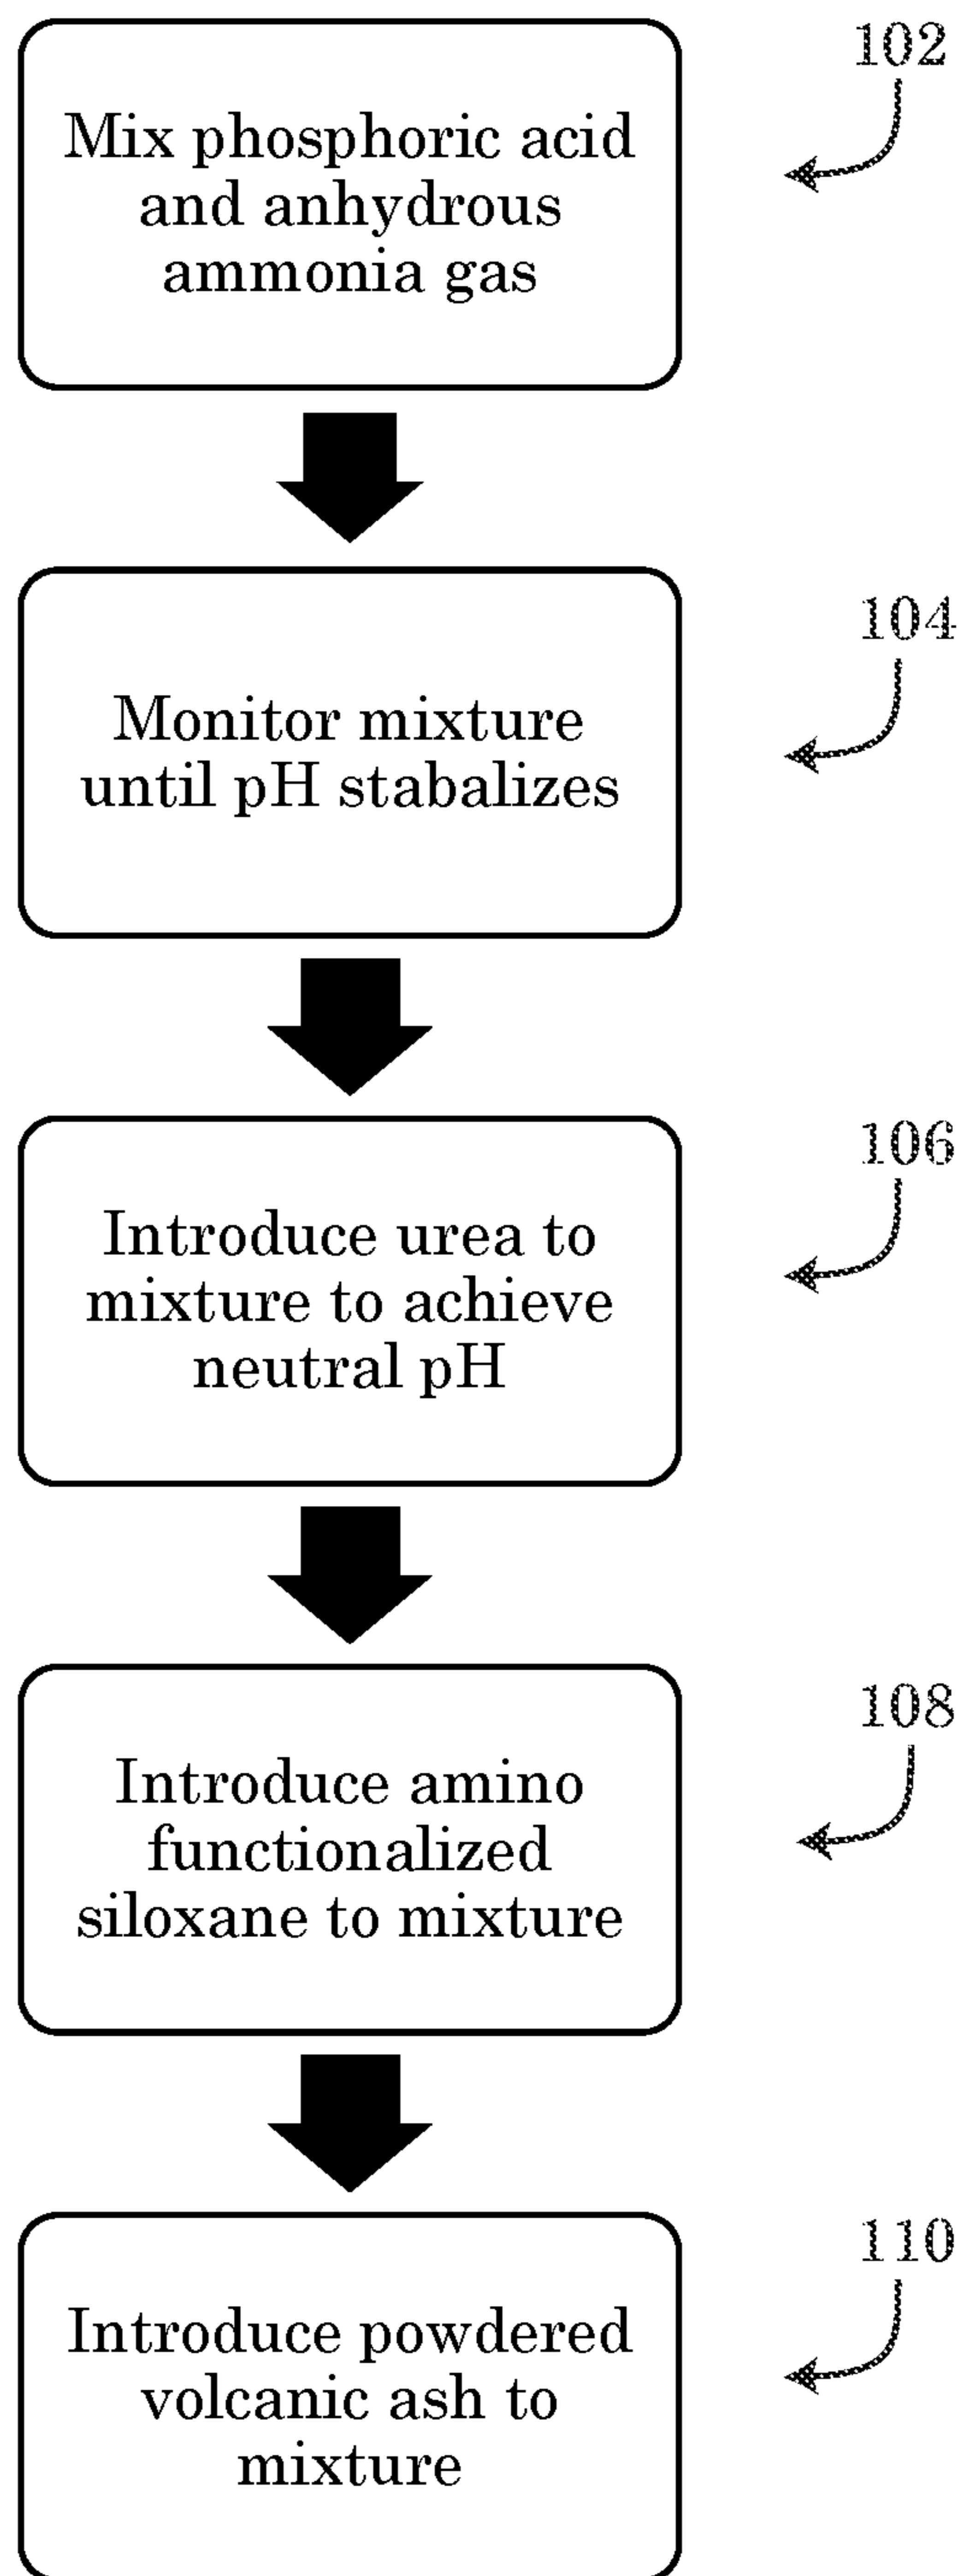 102
Mix phosphoric acid
and anhydrous
ammonia gas
104
Monitor mixture
until pH stabalizes
106
Introduce urea to
mixture to achieve
neutral pH
108
Introduce amino
functionalized
siloxane to mixture
110
Introduce powdered
volcanic ash to
mixture